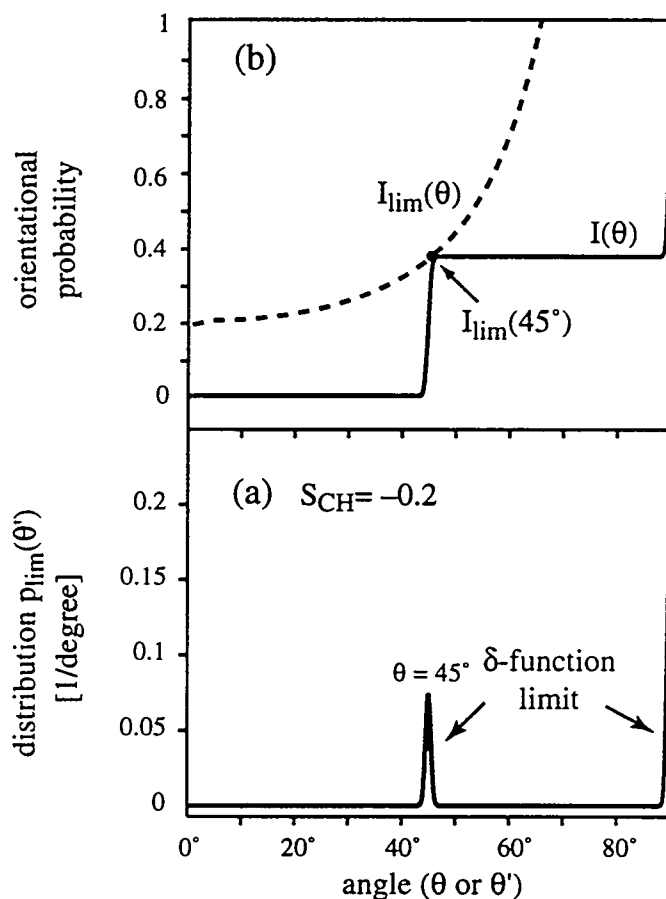 1
(b)
0.8
0.6
0.4
0.2
0
orientational
probability
I_lim(θ)
I(θ)
I_lim(45°)
(a) S_CH= –0.2
0.2
0.15
0.1
0.05
0
distribution p_lim(θ')
[1/degree]
θ = 45°
δ-function
limit
0° 20° 40° 60° 80°
angle (θ or θ')